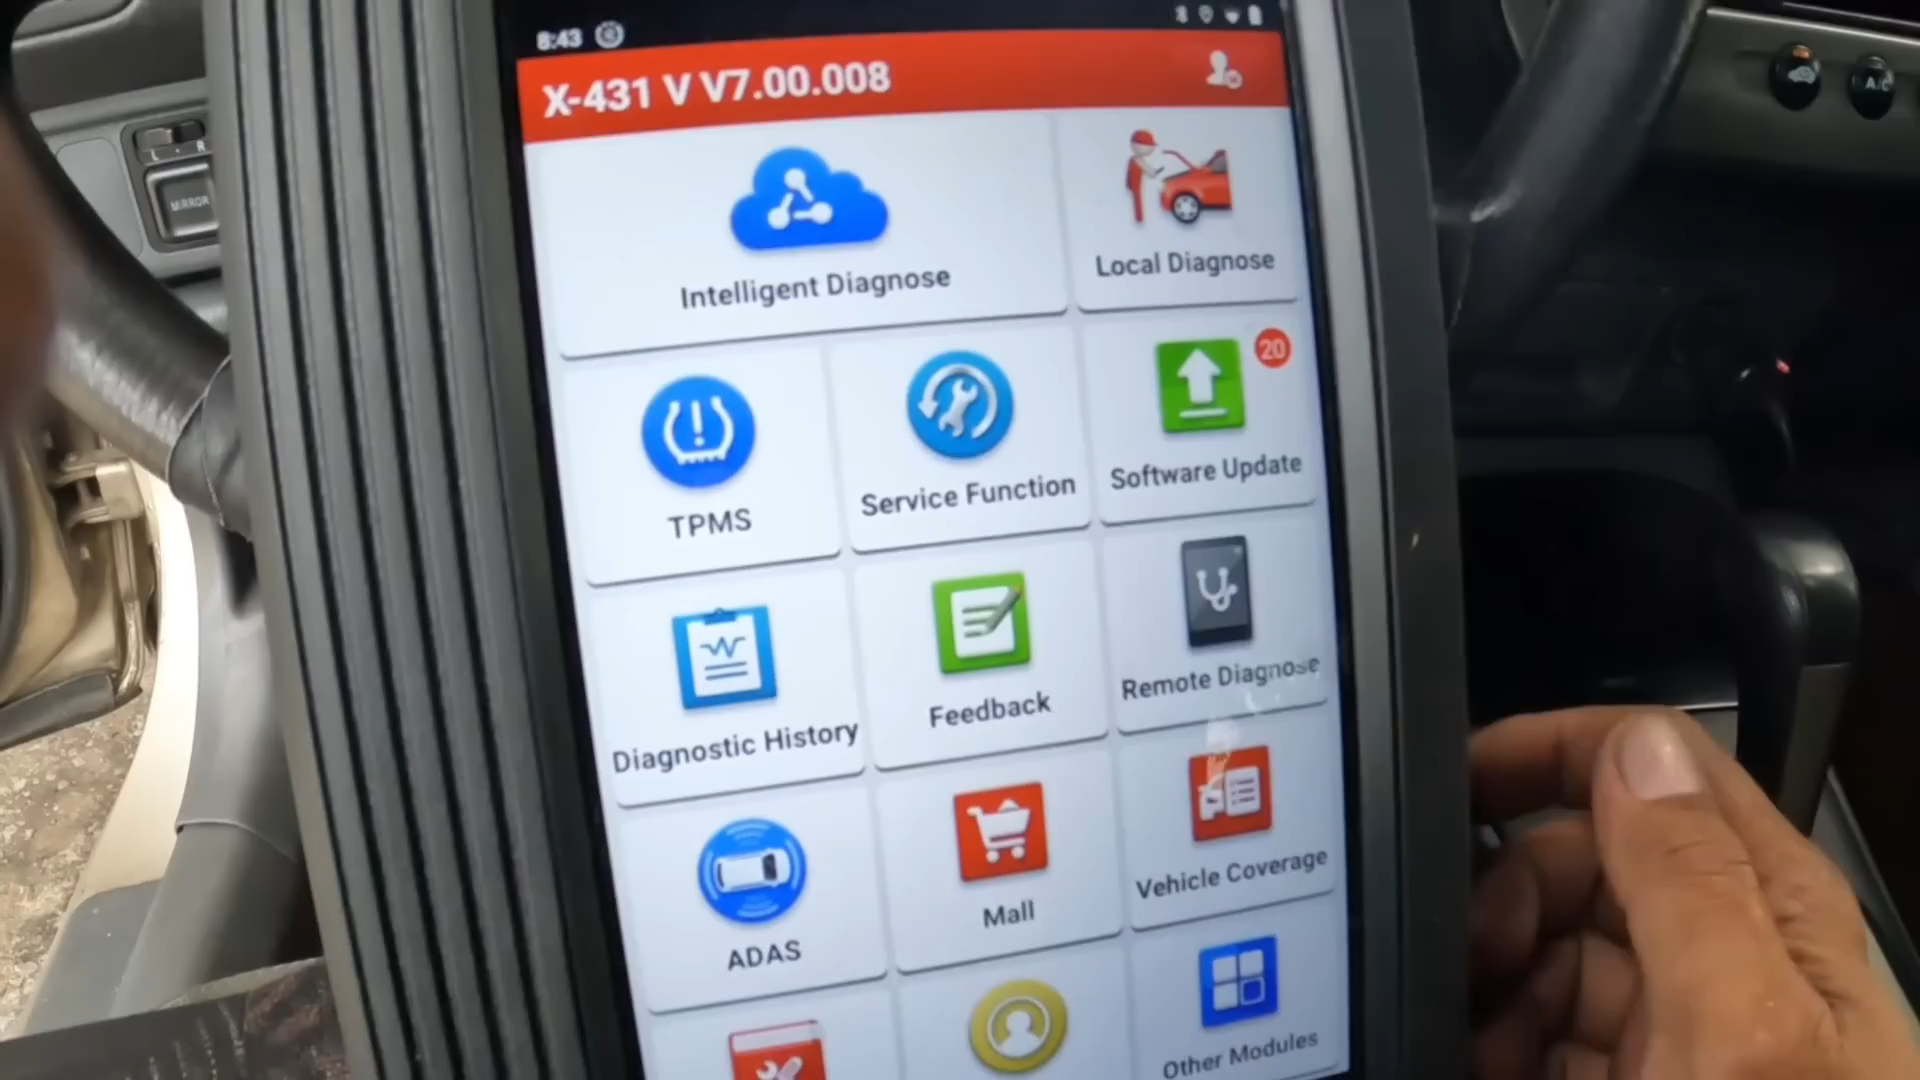 8:43
X-431 V V7.00.008
Intelligent Diagnose
Local Diagnose
20
TPMS
Service Function
Software Update
Diagnostic History
Feedback
Remote Diagnose
ADAS
Mall
Vehicle Coverage
Other Modules
L • R
MIRROR
A/C